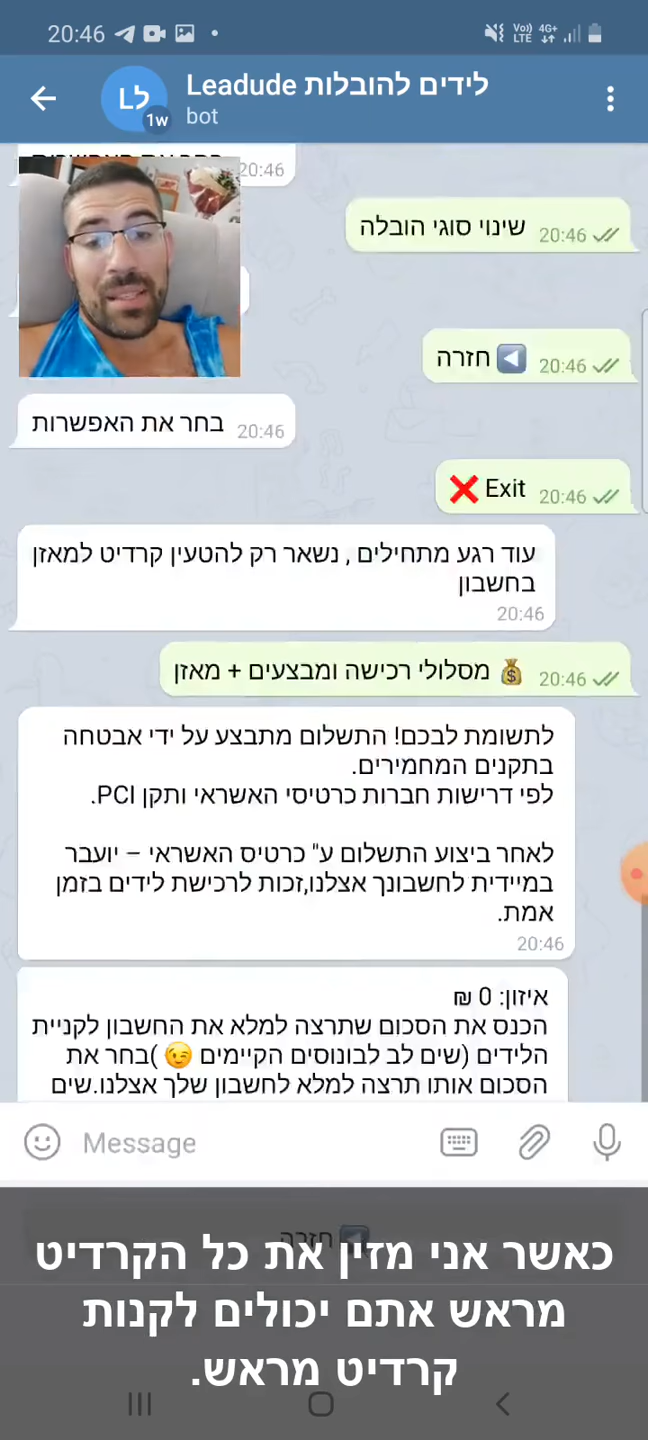 20:46
Vo) LTE 4G+
Leadude לידים להובלות
לל
1w
bot
20:46
שינוי סוגי הובלה 20:46
◀️ חזרה 20:46
בחר את האפשרות 20:46
❌ Exit 20:46
עוד רגע מתחילים , נשאר רק להטעין קרדיט למאזן
בחשבון
20:46
💰 מסלולי רכישה ומבצעים + מאזן 20:46
לתשומת לבכם! התשלום מתבצע על ידי אבטחה
בתקנים המחמירים.
לפי דרישות חברות כרטיסי האשראי ותקן PCI.
לאחר ביצוע התשלום ע" כרטיס האשראי – יועבר
במיידית לחשבונך אצלנו,זכות לרכישת לידים בזמן
אמת.
20:46
איזון: 0 ₪
הכנס את הסכום שתרצה למלא את החשבון לקניית
הלידים (שים לב לבונוסים הקיימים 😉 )בחר את
הסכום אותו תרצה למלא לחשבון שלך אצלנו.שים
Message
◀️ חזרה
כאשר אני מזין את כל הקרדיט
מראש אתם יכולים לקנות
קרדיט מראש.